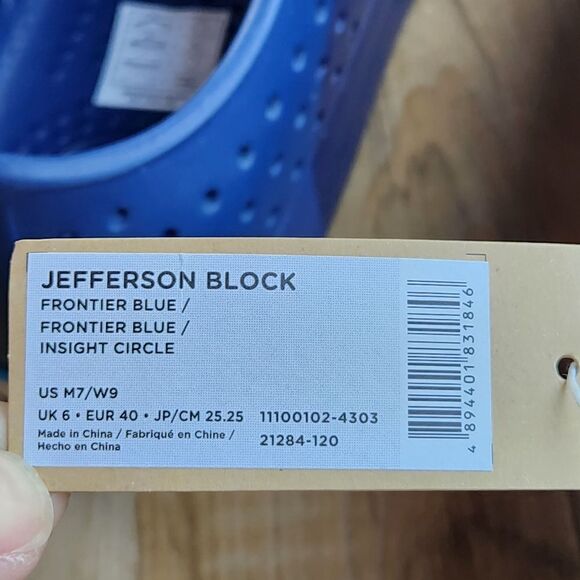 JEFFERSON BLOCK
FRONTIER BLUE /
FRONTIER BLUE /
INSIGHT CIRCLE
US M7/W9
UK 6 • EUR 40 • JP/CM 25.25 11100102-4303
Made in China / Fabriqué en Chine / 21284-120
Hecho en China
4 894401 831846